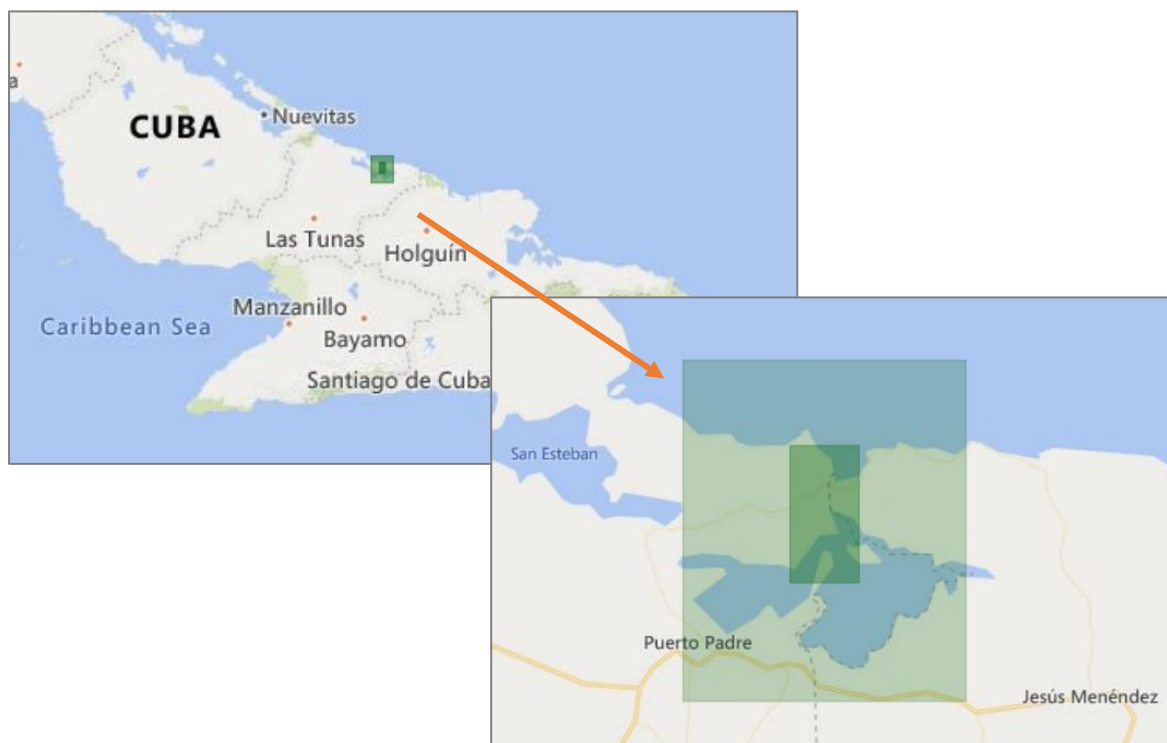 a
CUBA
Nuevitas
Las Tunas
Holguín
Manzanillo
Caribbean Sea
Bayamo
Santiago de Cuba
San Esteban
Puerto Padre
Jesús Menéndez